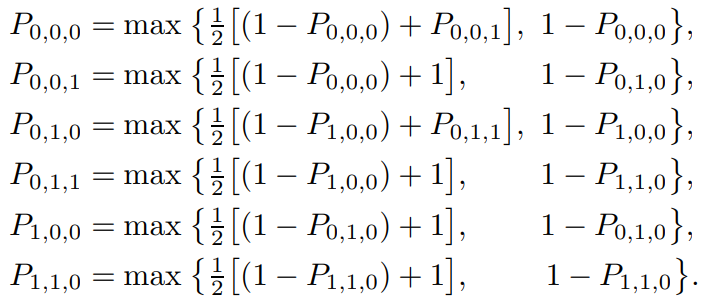 P_{0,0,0} = max {\frac{1}{2}[(1 − P_{0,0,0}) + P_{0,0,1}], 1 − P_{0,0,0}},
P_{0,0,1} = max {\frac{1}{2}[(1 − P_{0,0,0}) + 1], 1 − P_{0,1,0}},
P_{0,1,0} = max {\frac{1}{2}[(1 − P_{1,0,0}) + P_{0,1,1}], 1 − P_{1,0,0}},
P_{0,1,1} = max {\frac{1}{2}[(1 − P_{1,0,0}) + 1], 1 − P_{1,1,0}},
P_{1,0,0} = max {\frac{1}{2}[(1 − P_{0,1,0}) + 1], 1 − P_{0,1,0}},
P_{1,1,0} = max {\frac{1}{2}[(1 − P_{1,1,0}) + 1], 1 − P_{1,1,0}}.